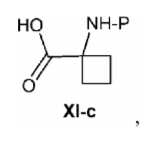 HO NH-P
O
XI-c ,